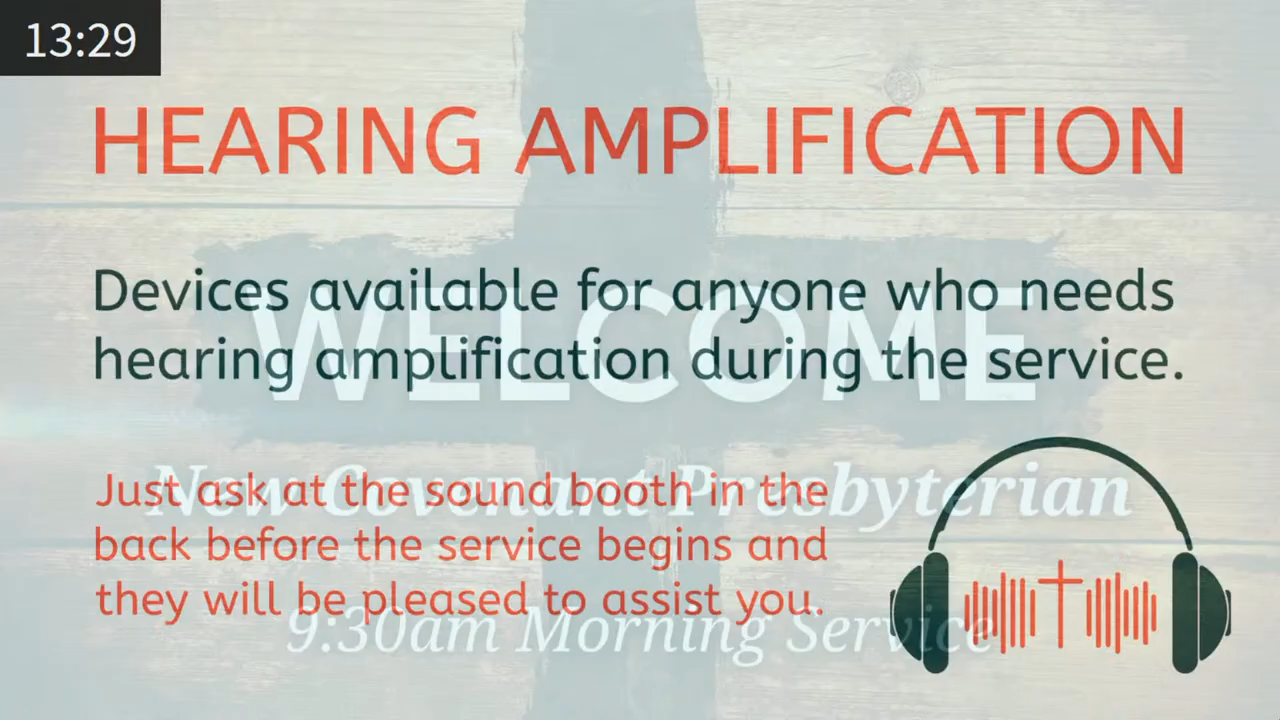 13:29
HEARING AMPLIFICATION
Devices available for anyone who needs
hearing amplification during the service.
WELCOME
Just ask at the sound booth in the
back before the service begins and
they will be pleased to assist you.
New Covenant Presbyterian
9:30am Morning Service